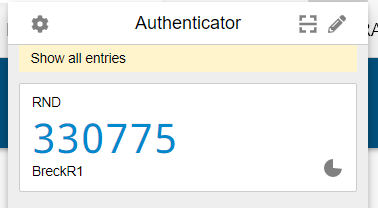 Authenticator
Show all entries
RND
330775
BreckR1